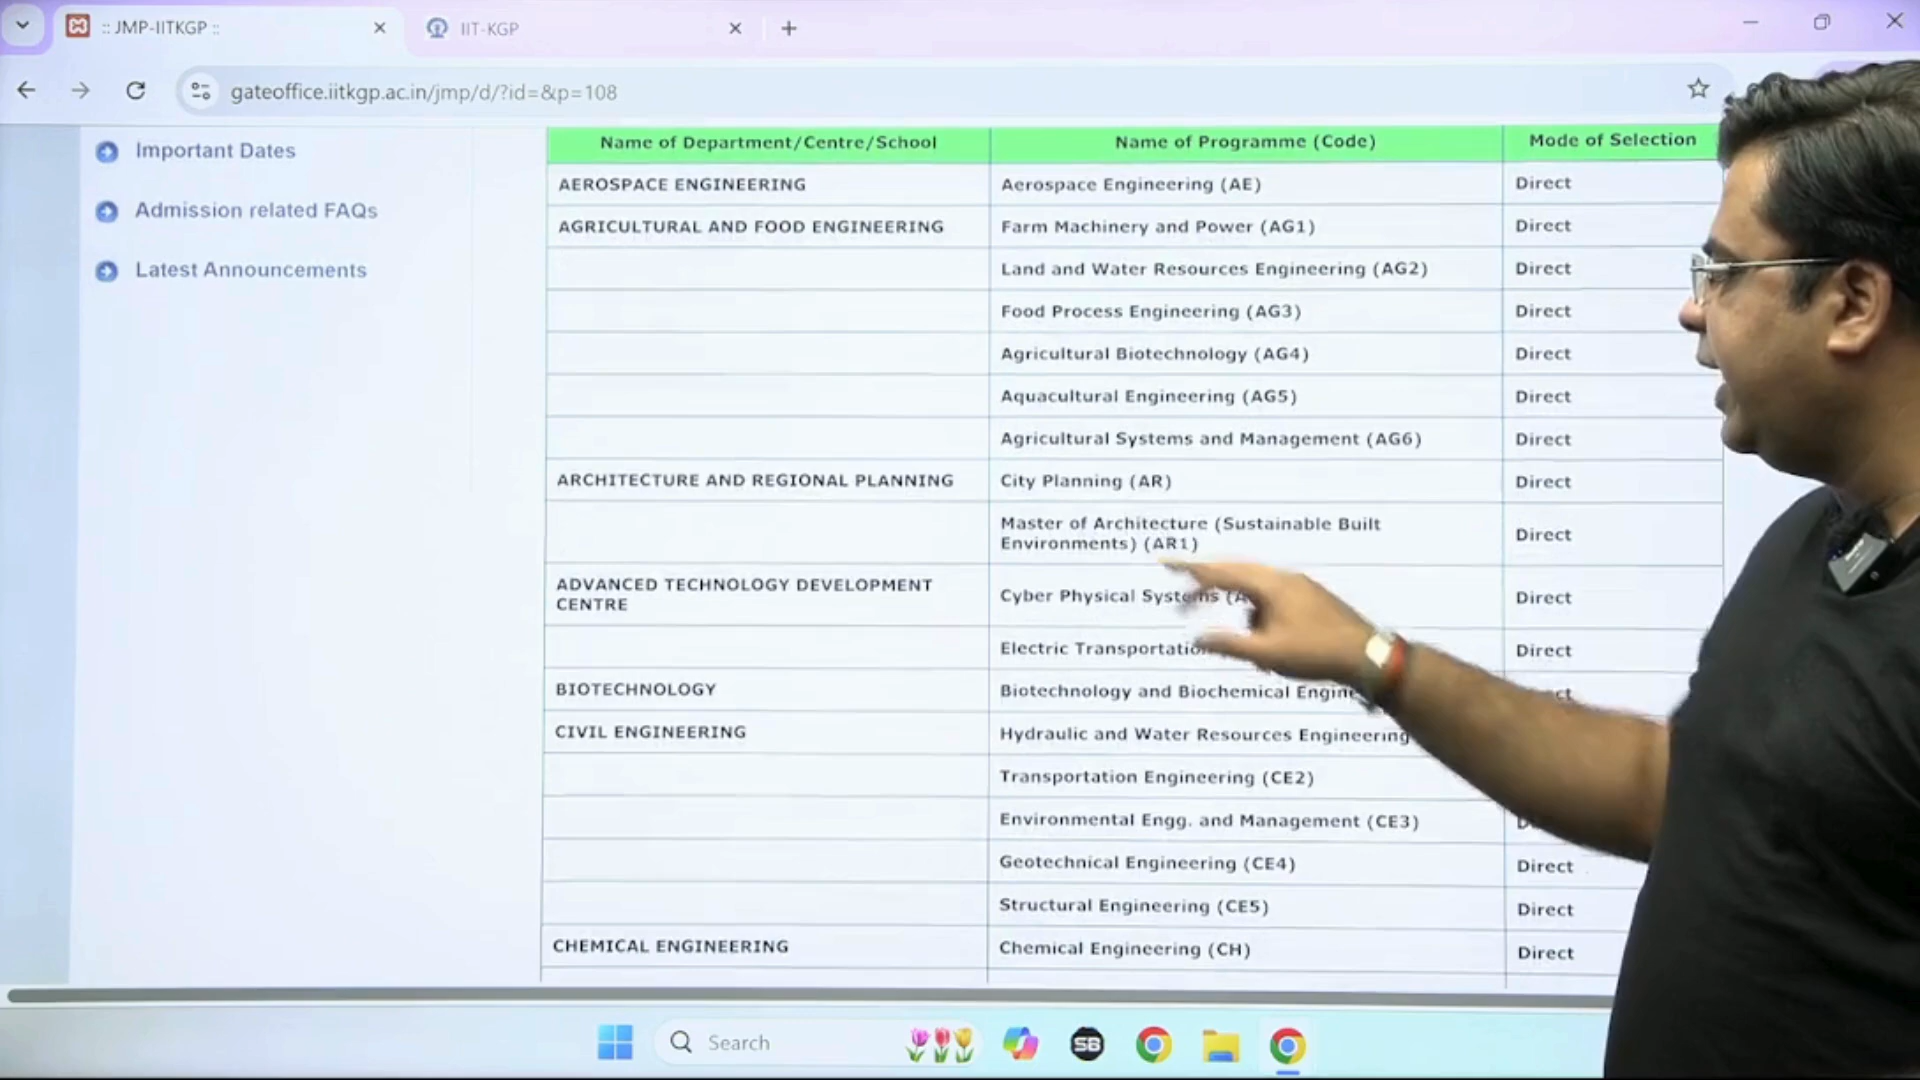 :: JMP-IITKGP ::
IIT-KGP
gateoffice.iitkgp.ac.in/jmp/d/?id=&p=108
Important Dates
Admission related FAQs
Latest Announcements
Name of Department/Centre/School Name of Programme (Code) Mode of Selection
AEROSPACE ENGINEERING Aerospace Engineering (AE) Direct
AGRICULTURAL AND FOOD ENGINEERING Farm Machinery and Power (AG1) Direct
Land and Water Resources Engineering (AG2) Direct
Food Process Engineering (AG3) Direct
Agricultural Biotechnology (AG4) Direct
Aquacultural Engineering (AG5) Direct
Agricultural Systems and Management (AG6) Direct
ARCHITECTURE AND REGIONAL PLANNING City Planning (AR) Direct
Master of Architecture (Sustainable Built
Environments) (AR1) Direct
ADVANCED TECHNOLOGY DEVELOPMENT
CENTRE Cyber Physical Systems Direct
Electric Direct
BIOTECHNOLOGY Biotechnology and Biochemical
CIVIL ENGINEERING Hydraulic and Water Resources Engineering
Transportation Engineering (CE2)
Environmental Engg. and Management (CE3)
Geotechnical Engineering (CE4) Direct
Structural Engineering (CE5) Direct
CHEMICAL ENGINEERING Chemical Engineering (CH) Direct
Search
SB